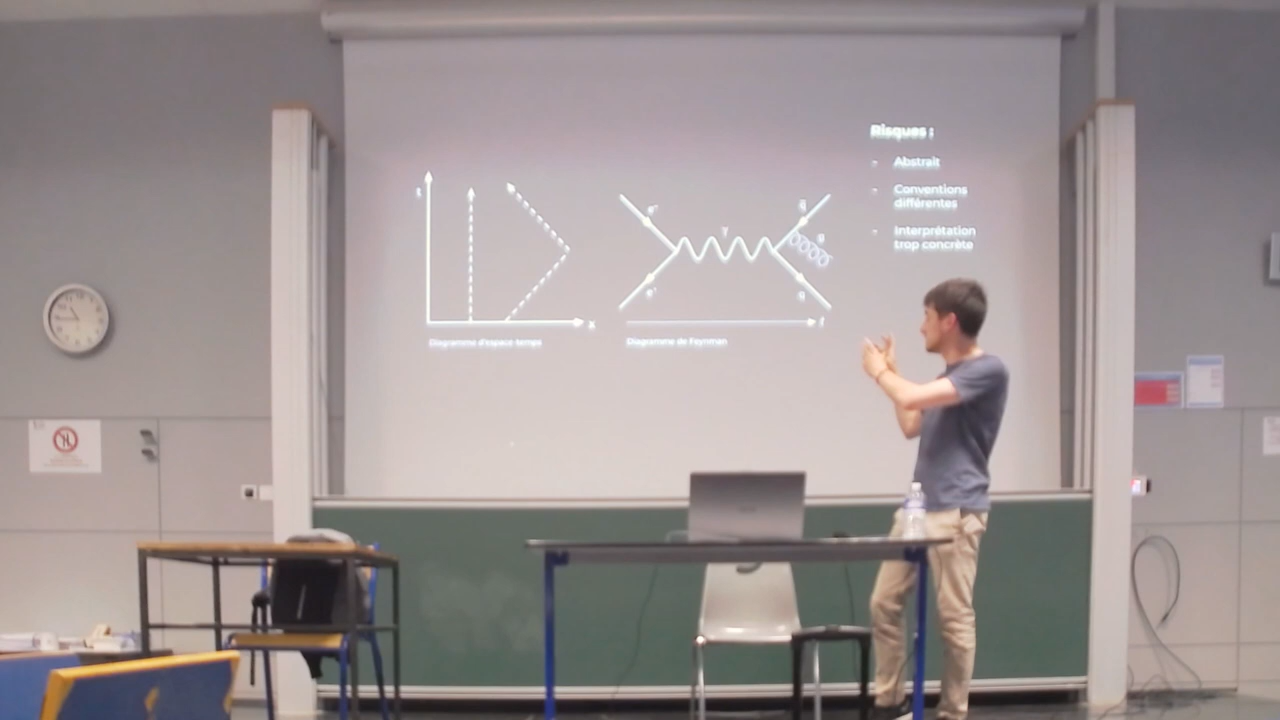 Risques :
- Abstrait
- Conventions
différentes
- Interprétation
trop concrète
t
x
Diagramme d'espace-temps
γ
q
g
q
t
Diagramme de Feynman